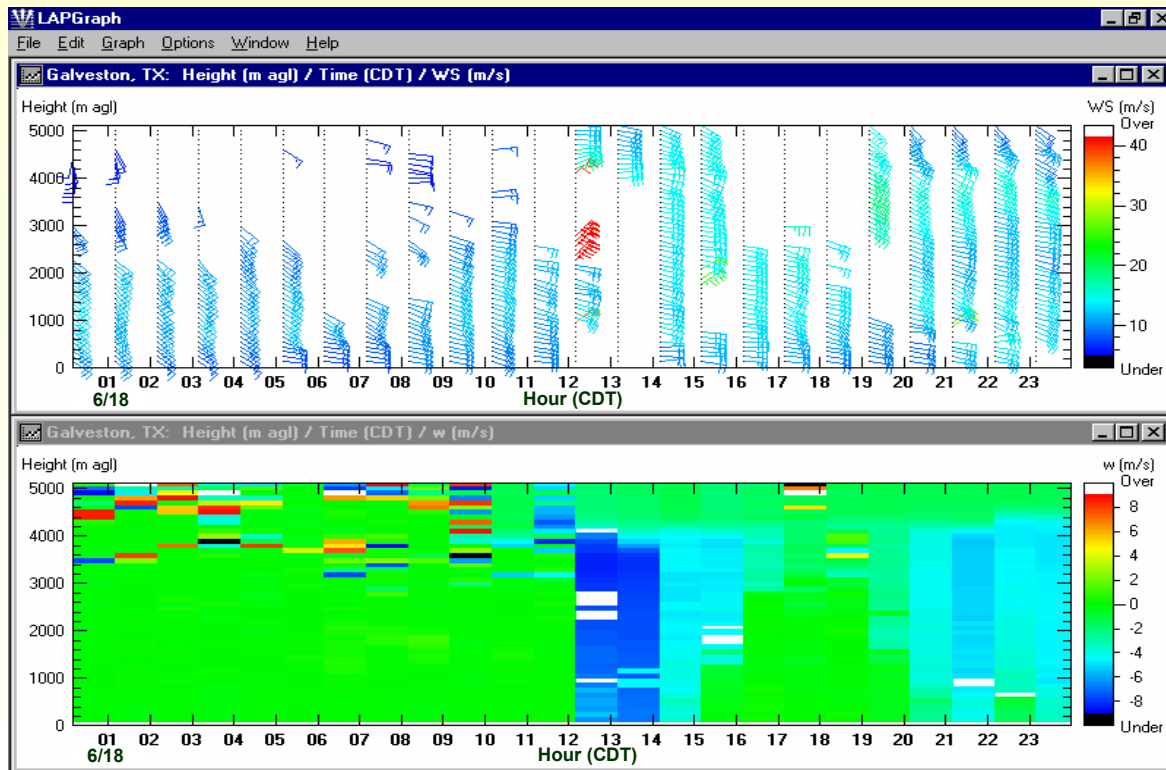 LAPGraph
File Edit Graph Options Window Help
Galveston, TX: Height (m agl) / Time (CDT) / WS (m/s)
Height (m agl)
WS (m/s)
Over
5000
4000
3000
2000
1000
0
40
30
20
10
Under
01 02 03 04 05 06 07 08 09 10 11 12 13 14 15 16 17 18 19 20 21 22 23
6/18
Hour (CDT)
Galveston, TX: Height (m agl) / Time (CDT) / w (m/s)
Height (m agl)
w (m/s)
Over
5000
4000
3000
2000
1000
0
8
6
4
2
0
-2
-4
-6
-8
Under
01 02 03 04 05 06 07 08 09 10 11 12 13 14 15 16 17 18 19 20 21 22 23
6/18
Hour (CDT)